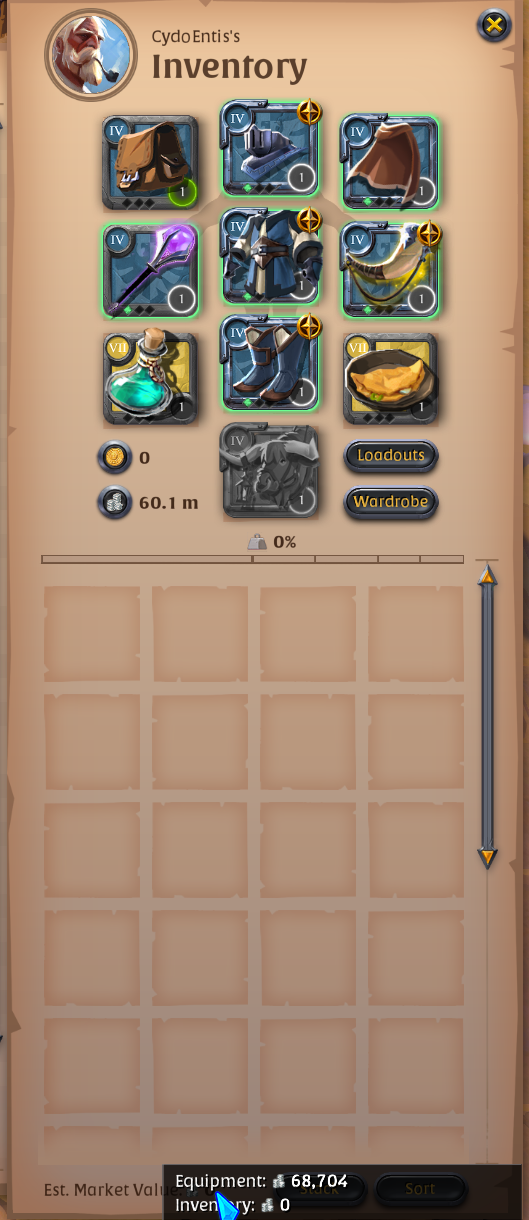 CydoEntis's
Inventory
IV
1
IV
1
IV
1
IV
1
IV
1
IV
1
VII
1
IV
1
VII
1
0
60.1 m
IV
1
Loadouts
Wardrobe
0%
Est. Market Value
Equipment: 68,704
Inventory: 0
Stack
Sort